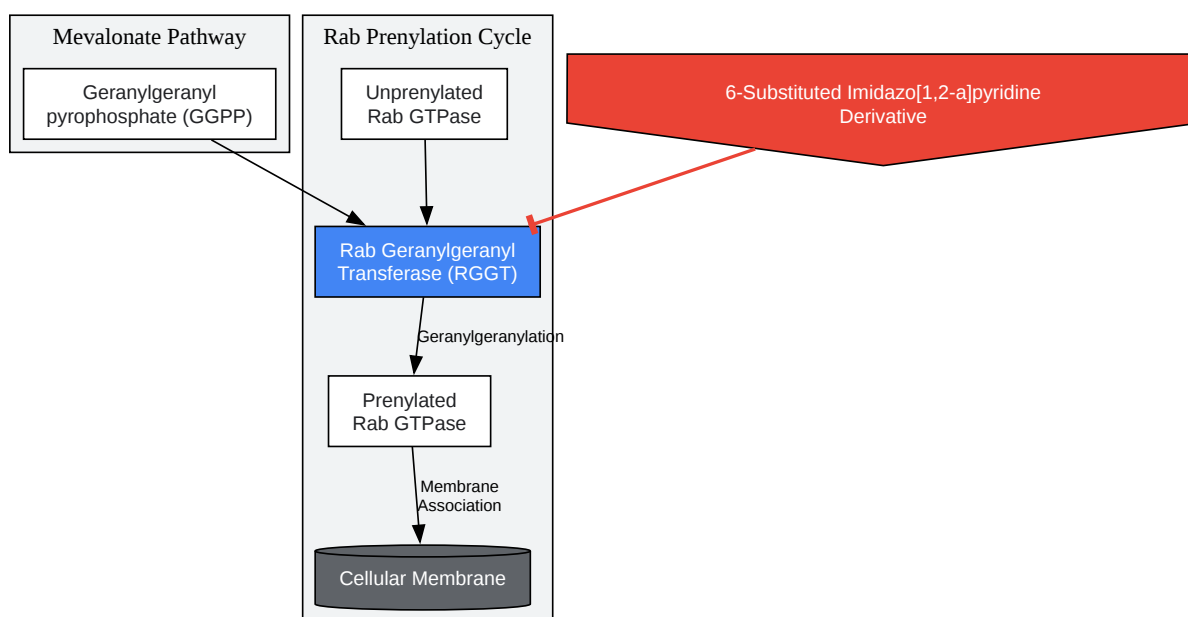 Mevalonate Pathway
Geranylgeranyl
pyrophosphate (GGPP)
Rab Prenylation Cycle
Unprenylated
Rab GTPase
6-Substituted Imidazo[1,2-a]pyridine
Derivative
Rab Geranylgeranyl
Transferase (RGGT)
Geranylgeranylation
Prenylated
Rab GTPase
Membrane
Association
Cellular Membrane